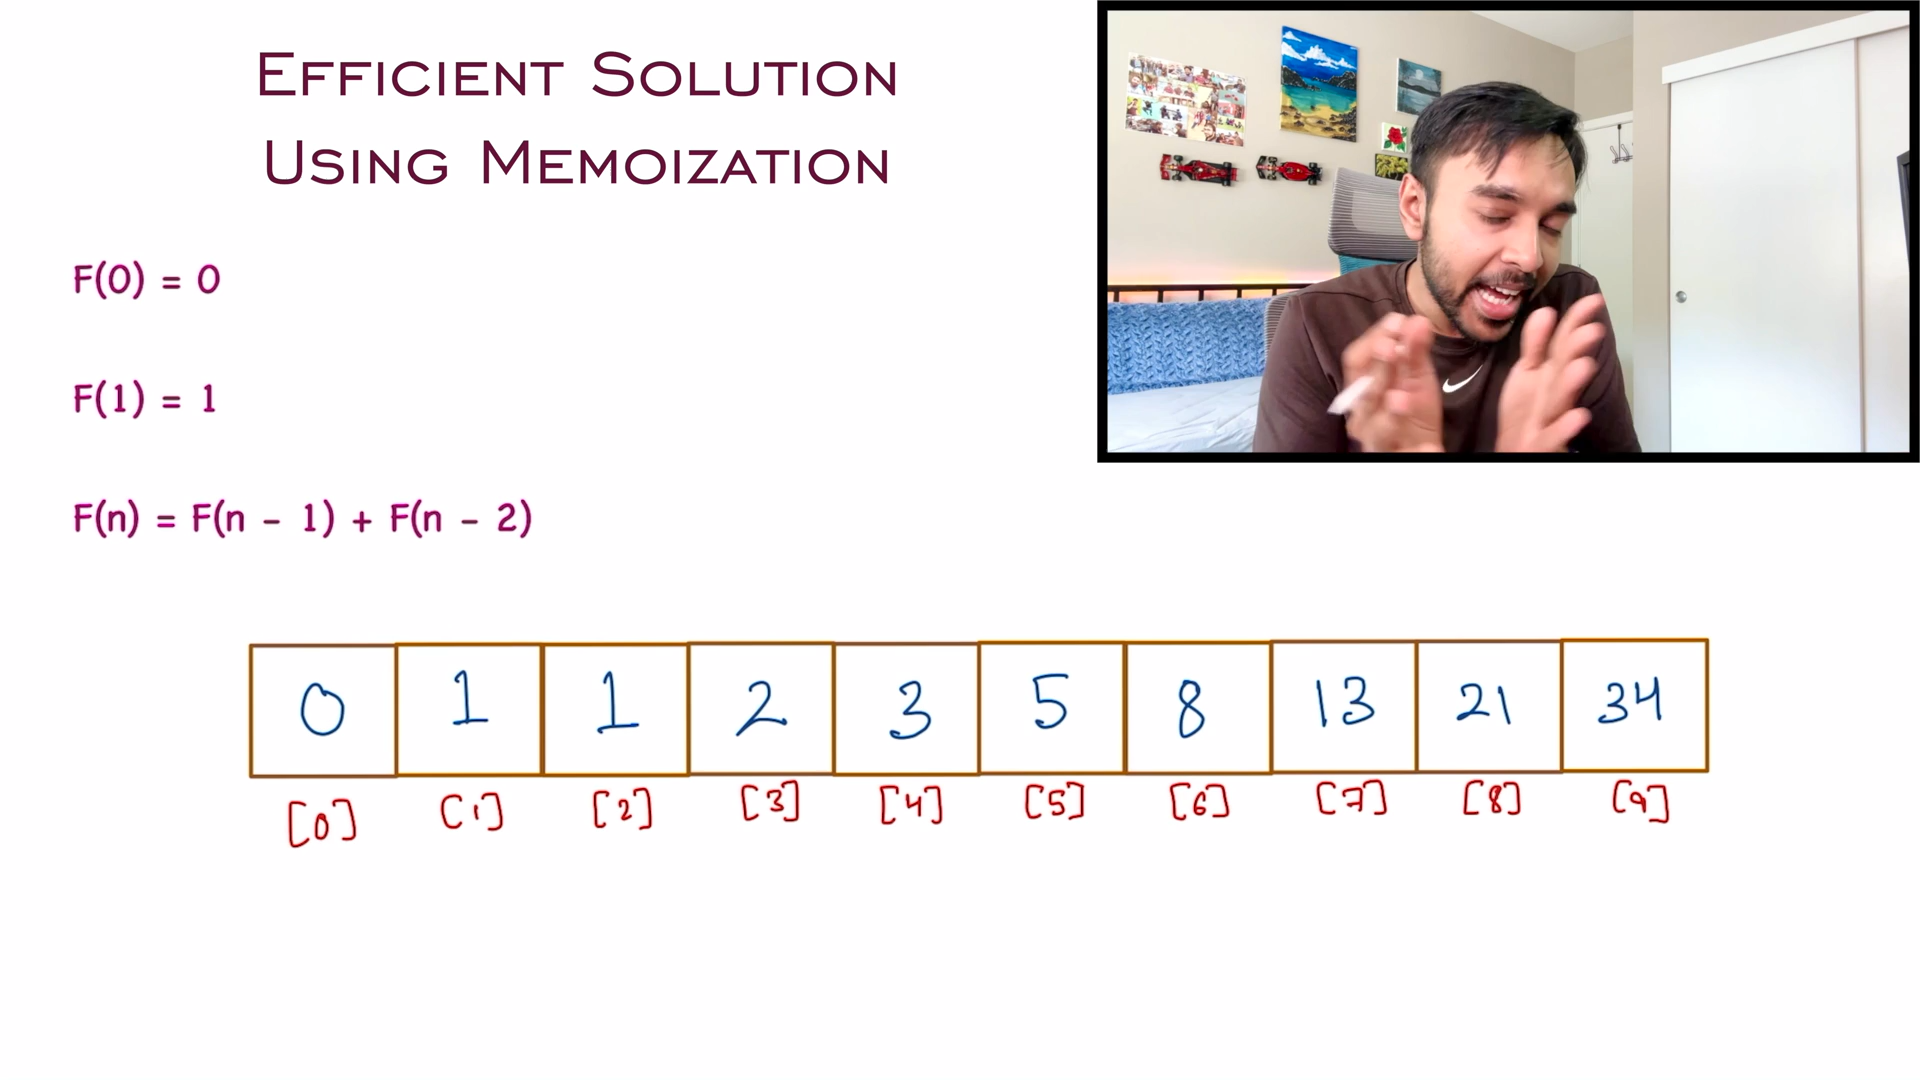 EFFICIENT SOLUTION
USING MEMOIZATION
F(0) = 0
F(1) = 1
F(n) = F(n - 1) + F(n - 2)
0 1 1 2 3 5 8 13 21 34
[0] [1] [2] [3] [4] [5] [6] [7] [8] [9]